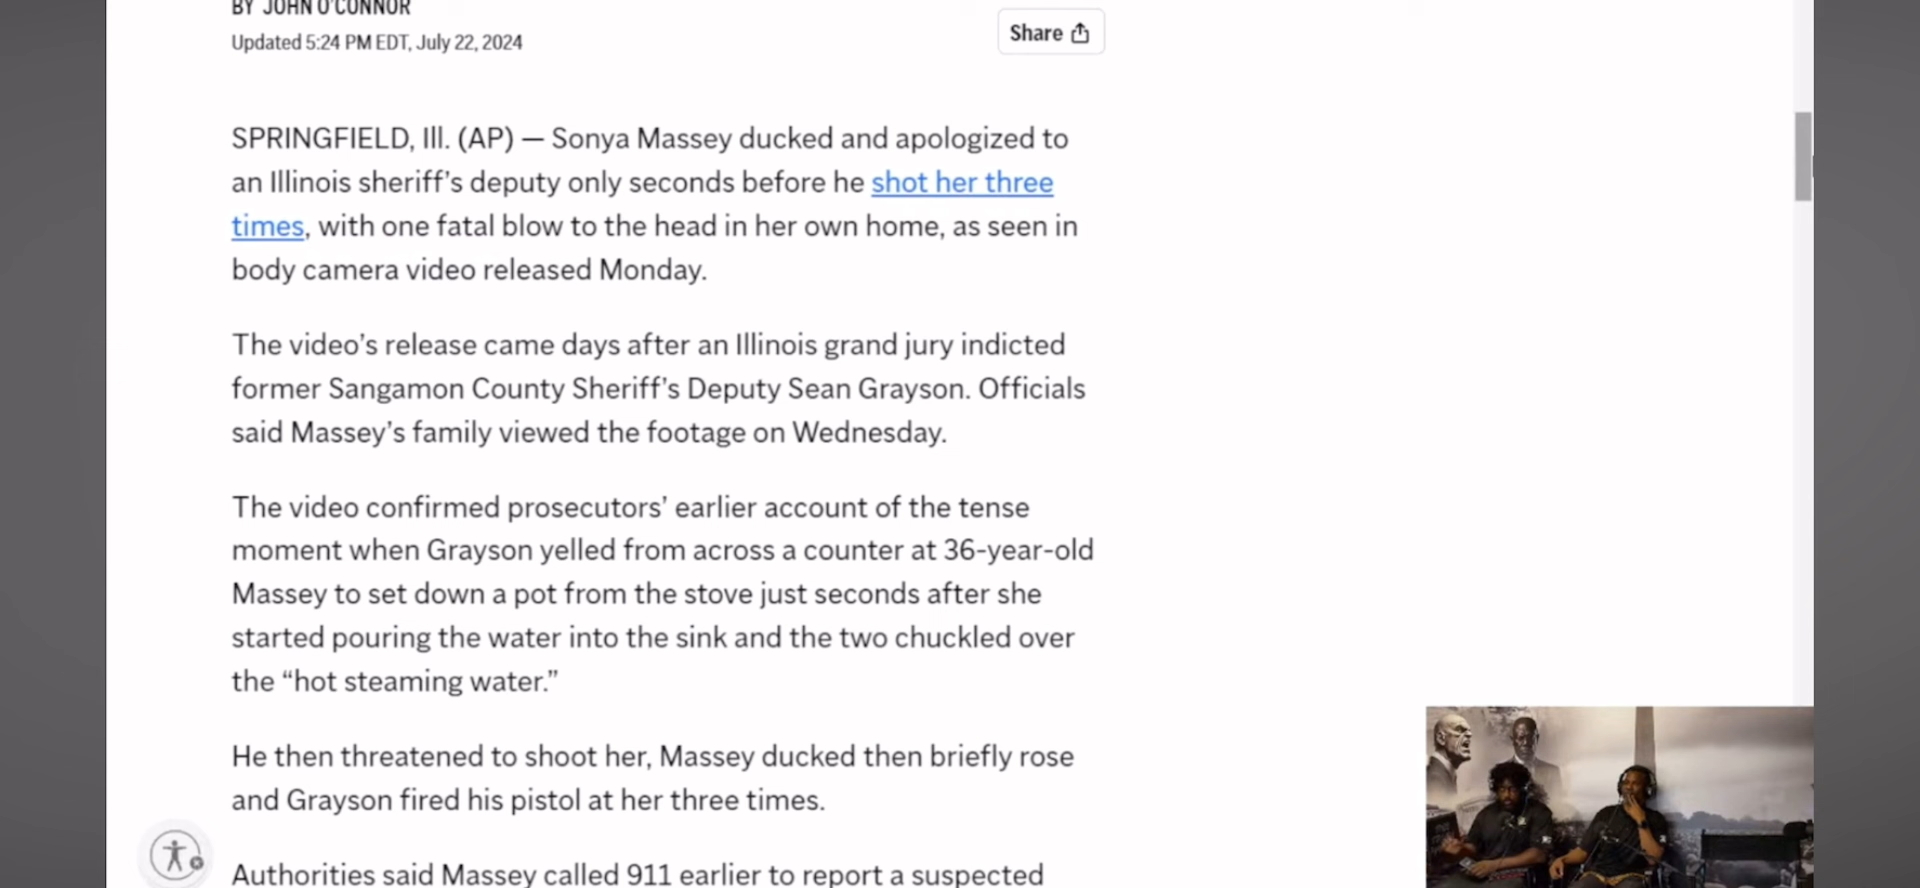 BY JOHN O'CONNOR
Updated 5:24 PM EDT, July 22, 2024
Share
SPRINGFIELD, Ill. (AP) — Sonya Massey ducked and apologized to
an Illinois sheriff’s deputy only seconds before he shot her three
times, with one fatal blow to the head in her own home, as seen in
body camera video released Monday.
The video’s release came days after an Illinois grand jury indicted
former Sangamon County Sheriff’s Deputy Sean Grayson. Officials
said Massey’s family viewed the footage on Wednesday.
The video confirmed prosecutors’ earlier account of the tense
moment when Grayson yelled from across a counter at 36-year-old
Massey to set down a pot from the stove just seconds after she
started pouring the water into the sink and the two chuckled over
the “hot steaming water.”
He then threatened to shoot her, Massey ducked then briefly rose
and Grayson fired his pistol at her three times.
Authorities said Massey called 911 earlier to report a suspected